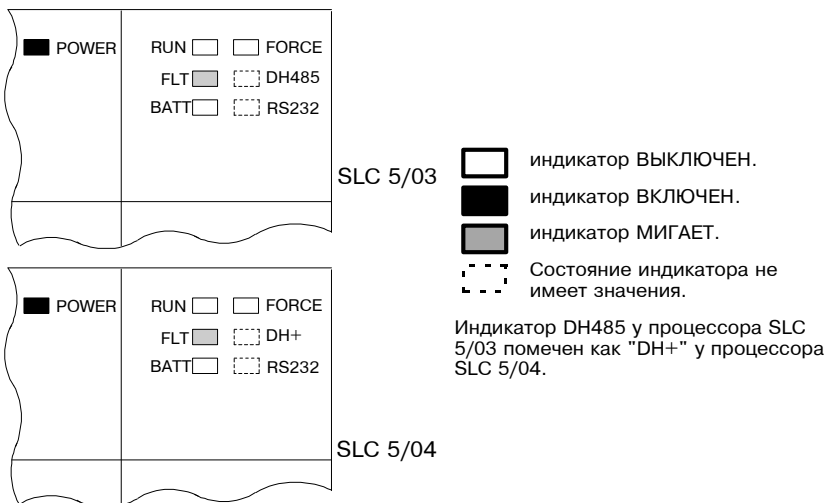 POWER
RUN FORCE
FLT DH485
BATT RS232
SLC 5/03
POWER
RUN FORCE
FLT DH+
BATT RS232
SLC 5/04
индикатор ВЫКЛЮЧЕН.
индикатор ВКЛЮЧЕН.
индикатор МИГАЕТ.
Состояние индикатора не
имеет значения.
Индикатор DH485 у процессора SLC
5/03 помечен как "DH+" у процессора
SLC 5/04.